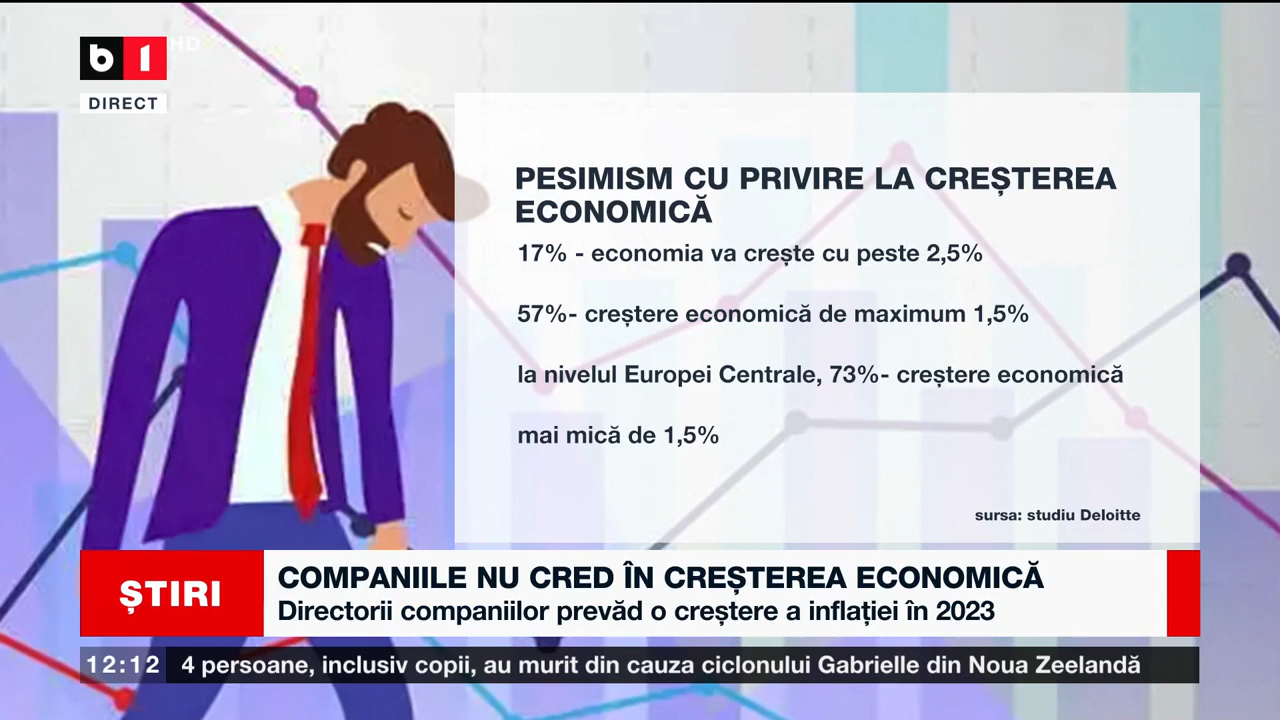 b1 HD
DIRECT
PESIMISM CU PRIVIRE LA CREȘTEREA
ECONOMICĂ
17% - economia va crește cu peste 2,5%
57%- creștere economică de maximum 1,5%
la nivelul Europei Centrale, 73%- creștere economică
mai mică de 1,5%
sursa: studiu Deloitte
ȘTIRI
COMPANIILE NU CRED ÎN CREȘTEREA ECONOMICĂ
Directorii companiilor prevăd o creștere a inflației în 2023
12:12 4 persoane, inclusiv copii, au murit din cauza ciclonului Gabrielle din Noua Zeelandă